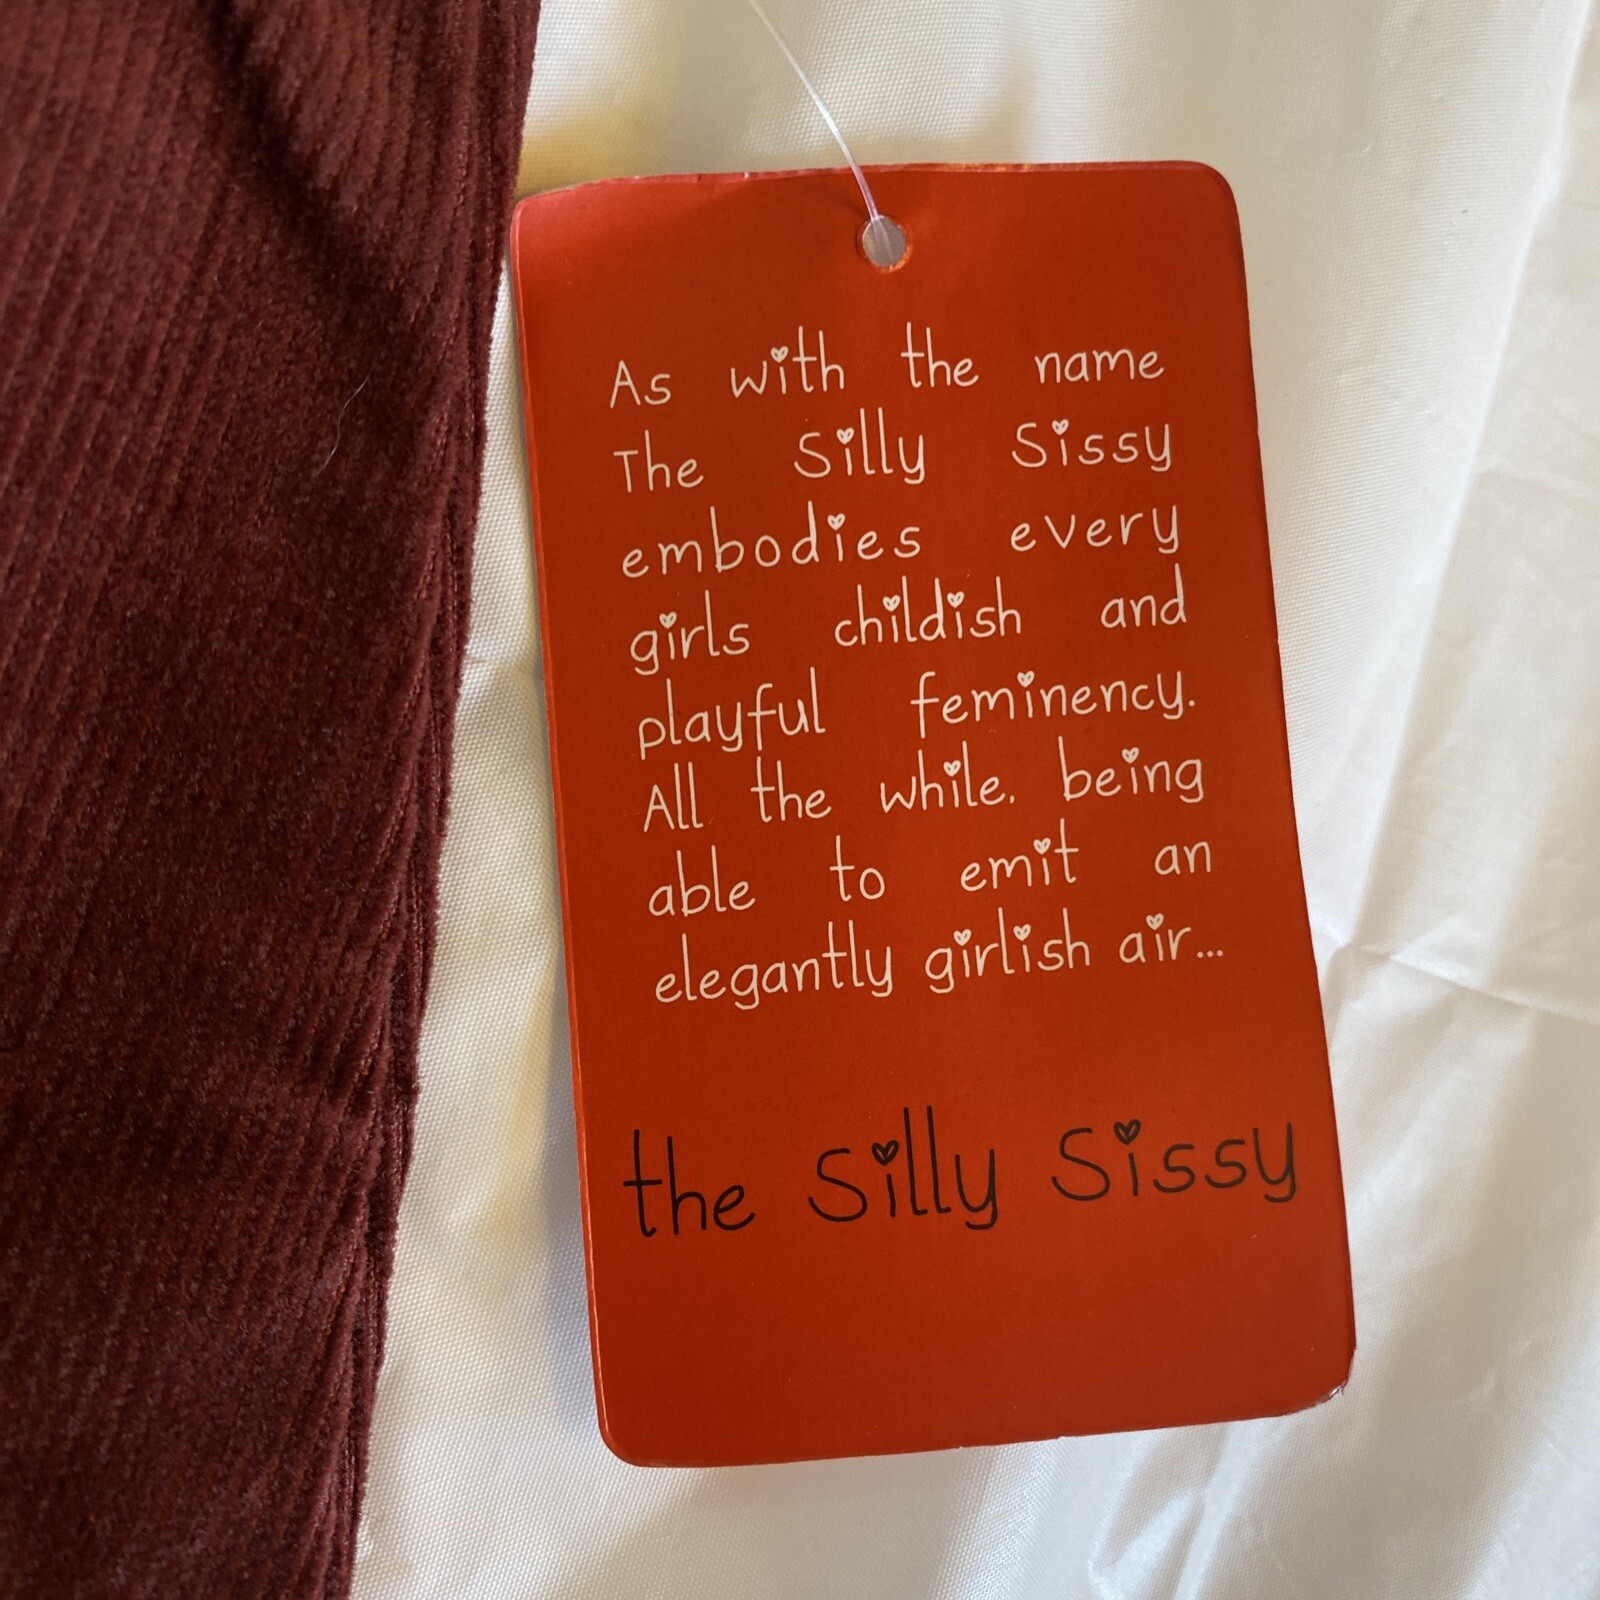 As with the name
The Silly Sissy
embodies every
girls childish and
playful feminency.
All the while. being
able to emit an
elegantly girlish air...
the Silly Sissy